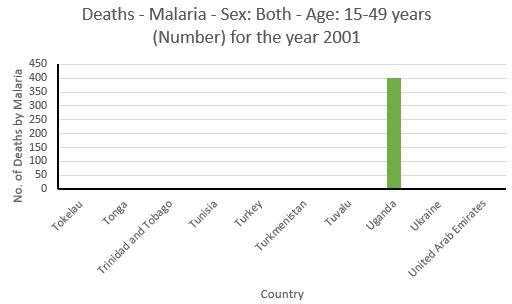 Deaths - Malaria - Sex: Both - Age: 15-49 years
(Number) for the year 2001
No. of Deaths by Malaria
450
400
350
300
250
200
150
100
50
0
Tokelau
Tonga
Trinidad and Tobago
Tunisia
Turkey
Turkmenistan
Tuvalu
Uganda
Ukraine
United Arab Emirates
Country